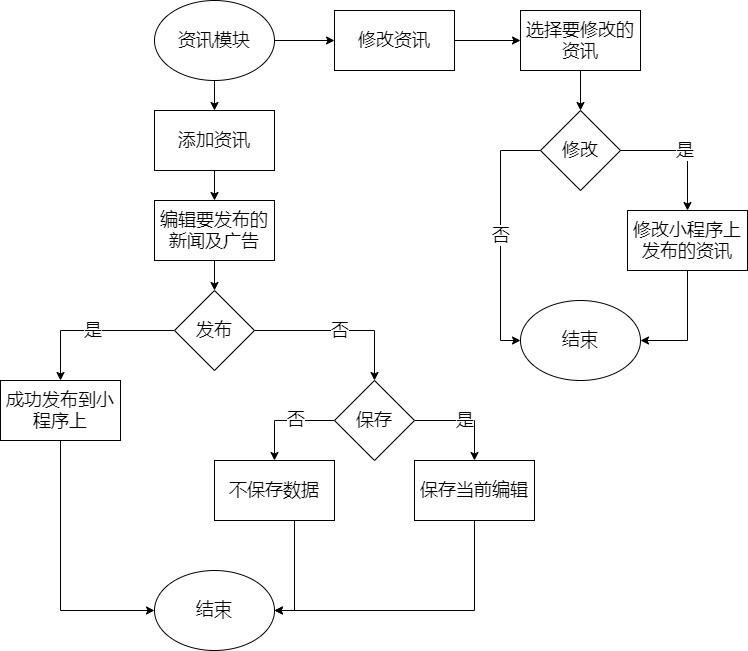 资讯模块
修改资讯
选择要修改的
资讯
添加资讯
修改
是
编辑要发布的
新闻及广告
否
修改小程序上
发布的资讯
发布
是
否
结束
成功发布到小
程序上
保存
否
是
不保存数据
保存当前编辑
结束